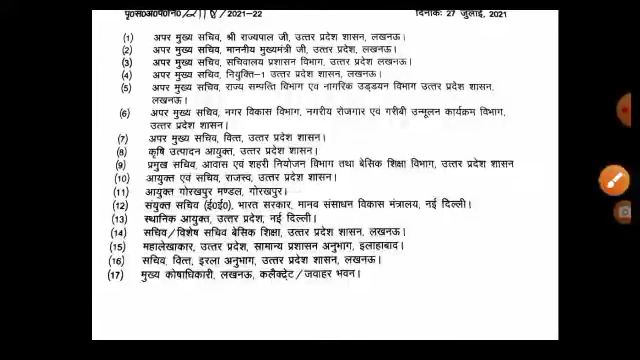 /2021-22 दिनांकः 27 जुलाई, 2021
(1) अपर मुख्य सचिव, श्री राज्यपाल जी, उत्तर प्रदेश शासन, लखनऊ।
(2) अपर मुख्य सचिव, माननीय मुख्यमंत्री जी, उत्तर प्रदेश, लखनऊ।
(3) अपर मुख्य सचिव, सचिवालय प्रशासन विभाग, उत्तर प्रदेश लखनऊ।
(4) अपर मुख्य सचिव, नियुक्ति-1 उत्तर प्रदेश शासन, लखनऊ।
(5) अपर मुख्य सचिव, राज्य सम्पत्ति विभाग एवं नागरिक उड्डयन विभाग उत्तर प्रदेश शासन,
लखनऊ।
(6) अपर मुख्य सचिव, नगर विकास विभाग, नगरीय रोजगार एवं गरीबी उन्मूलन कार्यक्रम विभाग,
उत्तर प्रदेश शासन।
(7) अपर मुख्य सचिव, वित्त, उत्तर प्रदेश शासन।
(8) कृषि उत्पादन आयुक्त, उत्तर प्रदेश शासन।
(9) प्रमुख सचिव, आवास एवं शहरी नियोजन विभाग तथा बेसिक शिक्षा विभाग, उत्तर प्रदेश शासन
(10) आयुक्त एवं सचिव, राजस्व, उत्तर प्रदेश शासन।
(11) आयुक्त गोरखपुर मण्डल, गोरखपुर।
(12) संयुक्त सचिव (ई0ई0), भारत सरकार, मानव संसाधन विकास मंत्रालय, नई दिल्ली।
(13) स्थानिक आयुक्त, उत्तर प्रदेश, नई दिल्ली।
(14) सचिव/विशेष सचिव बेसिक शिक्षा, उत्तर प्रदेश शासन, लखनऊ।
(15) महालेखाकार, उत्तर प्रदेश, सामान्य प्रशासन अनुभाग, इलाहाबाद।
(16) सचिव, वित्त, इरला अनुभाग, उत्तर प्रदेश शासन, लखनऊ।
(17) मुख्य कोषाधिकारी, लखनऊ, कलैक्ट्रेट/जवाहर भवन।